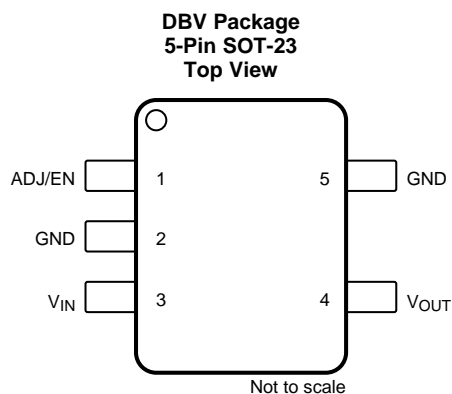 DBV Package
5-Pin SOT-23
Top View
ADJ/EN 1 5 GND
GND 2
VIN 3 4 VOUT
Not to scale